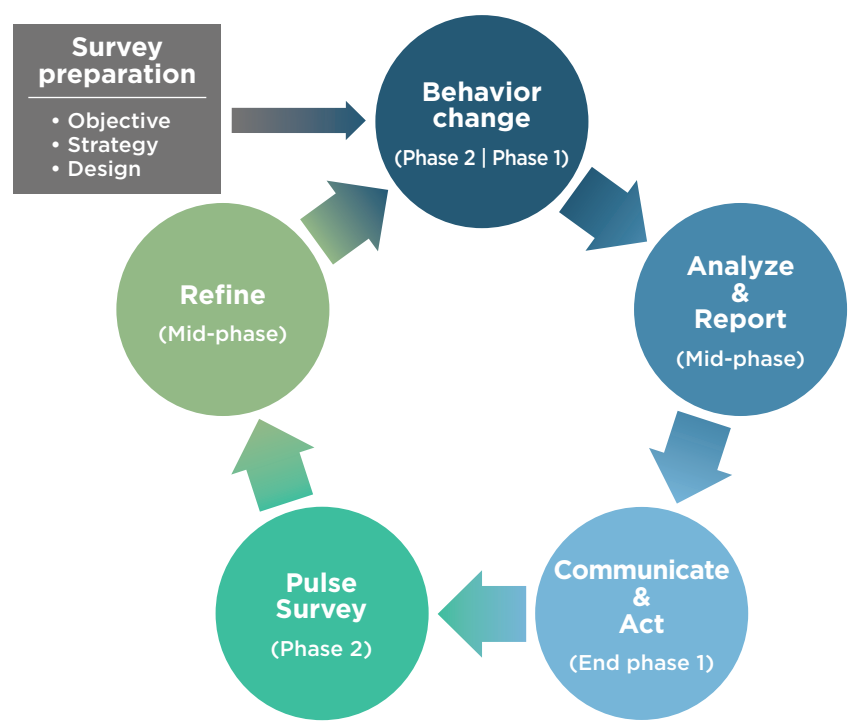 Survey
preparation
• Objective
• Strategy
• Design
Behavior
change
(Phase 2 | Phase 1)
Analyze
&
Report
(Mid-phase)
Communicate
&
Act
(End phase 1)
Pulse
Survey
(Phase 2)
Refine
(Mid-phase)